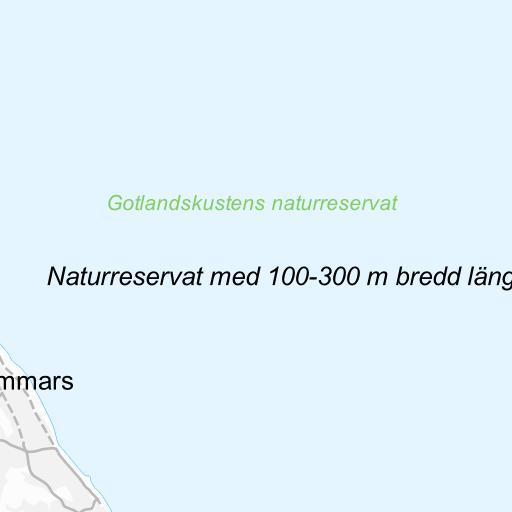 Gotlandskustens naturreservat
Naturreservat med 100-300 m bredd läng
mmars